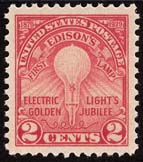 UNITED STATES POSTAGE
1879 1929
EDISON'S
FIRST LAMP
ELECTRIC LIGHT'S
GOLDEN JUBILEE
2 CENTS 2